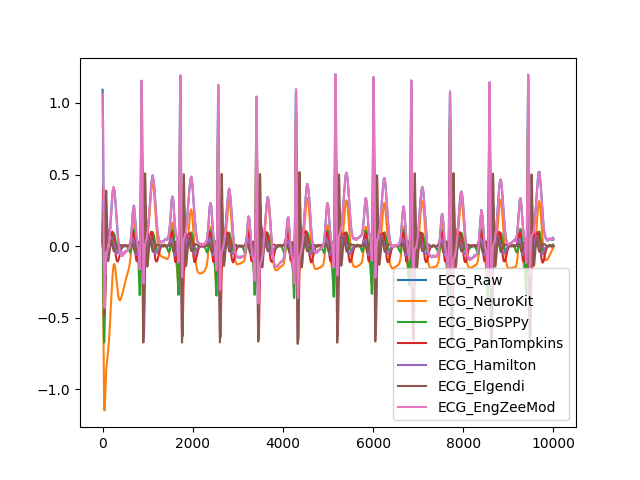 1.0
0.5
0.0
−0.5
−1.0
ECG_Raw
ECG_NeuroKit
ECG_BioSPPy
ECG_PanTompkins
ECG_Hamilton
ECG_Elgendi
ECG_EngZeeMod
0 2000 4000 6000 8000 10000